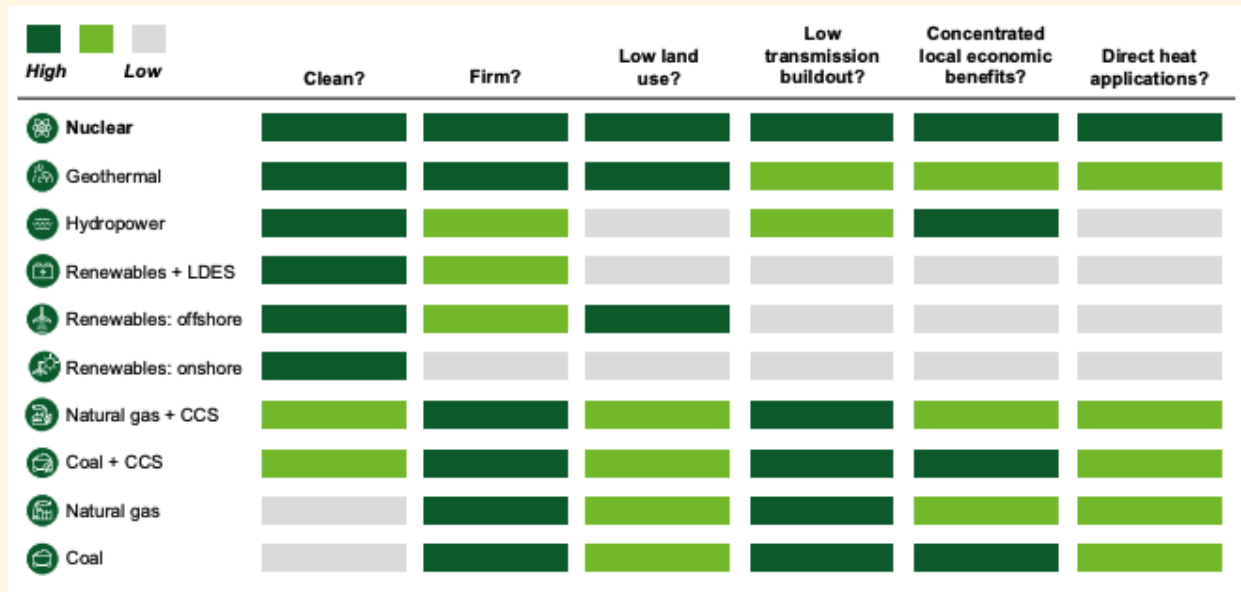 High Low
Clean?
Firm?
Low land
use?
Low
transmission
buildout?
Concentrated
local economic
benefits?
Direct heat
applications?
Nuclear
Geothermal
Hydropower
Renewables + LDES
Renewables: offshore
Renewables: onshore
Natural gas + CCS
Coal + CCS
Natural gas
Coal